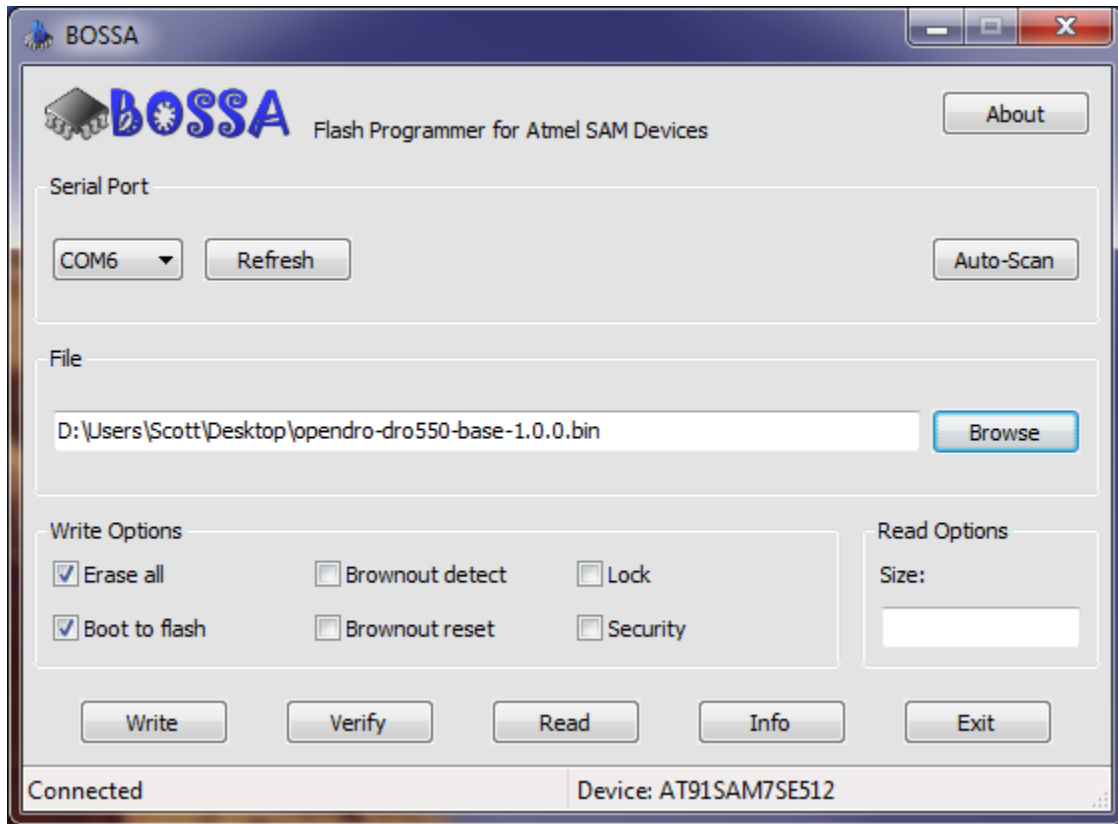 BOSSA
BOSSA Flash Programmer for Atmel SAM Devices About
Serial Port
COM6 Refresh Auto-Scan
File
D:\Users\Scott\Desktop\opendro-dro550-base-1.0.0.bin Browse
Write Options Read Options
Erase all Brownout detect Lock Size:
Boot to flash Brownout reset Security
Write Verify Read Info Exit
Connected Device: AT91SAM7SE512